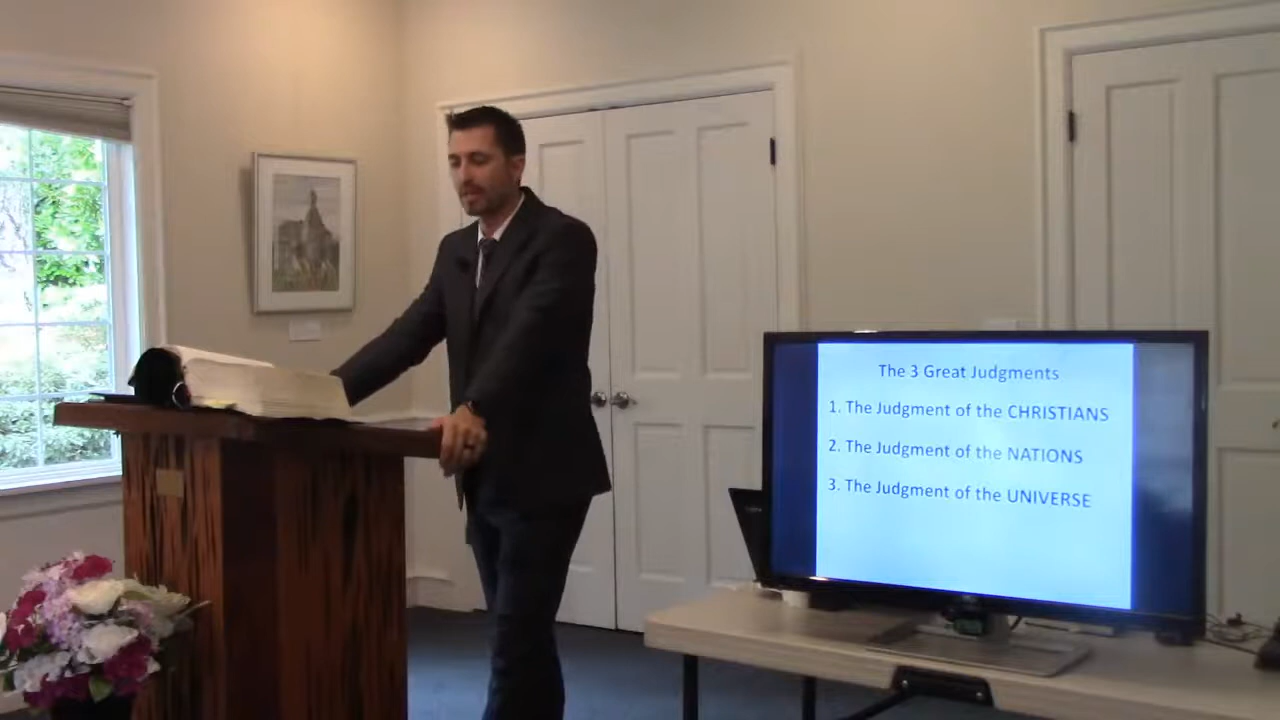 The 3 Great Judgments
1. The Judgment of the CHRISTIANS
2. The Judgment of the NATIONS
3. The Judgment of the UNIVERSE